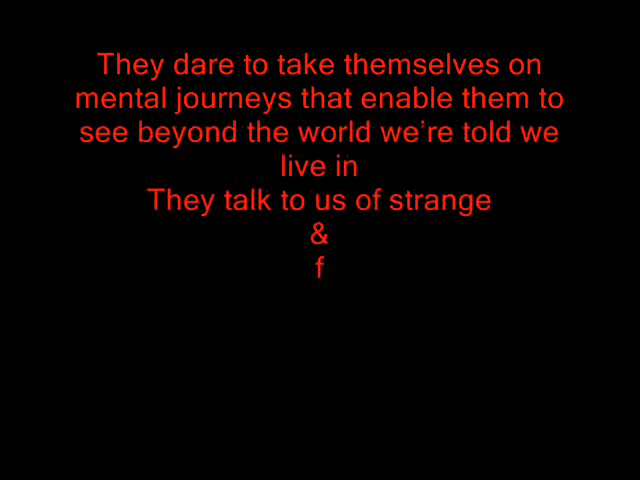 They dare to take themselves on
mental journeys that enable them to
see beyond the world we’re told we
live in
They talk to us of strange
&
f